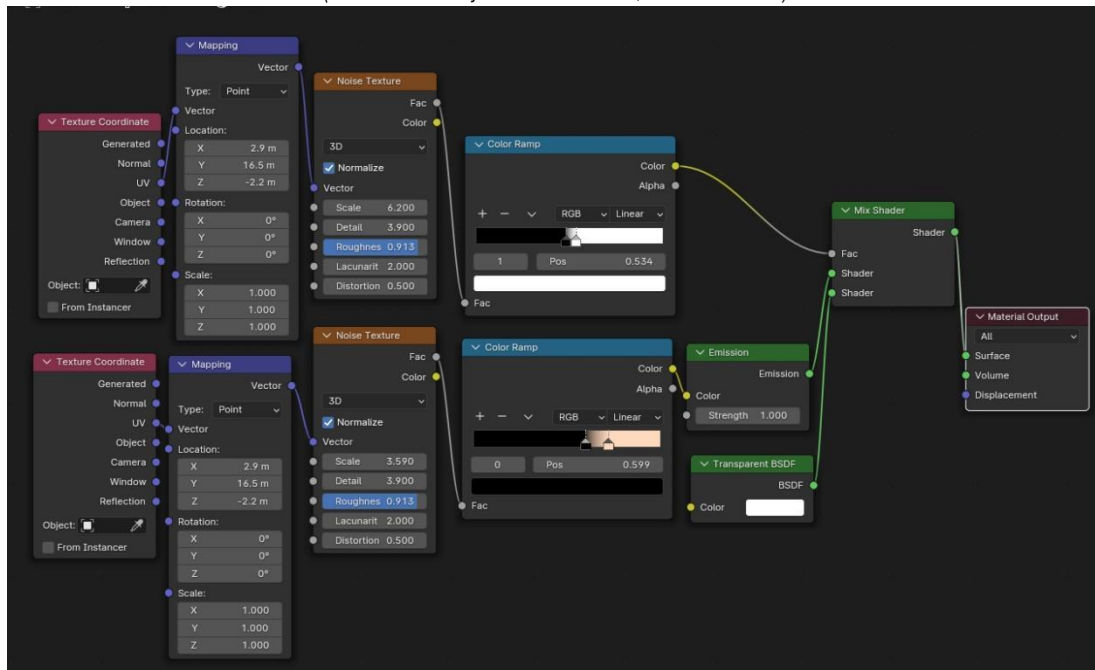 Mapping
Vector
Type: Point
Vector
Location:
X 2.9 m
Y 16.5 m
Z -2.2 m
Rotation:
X 0°
Y 0°
Z 0°
Scale:
X 1.000
Y 1.000
Z 1.000
Texture Coordinate
Generated
Normal
UV
Object
Camera
Window
Reflection
Object:
From Instancer
Noise Texture
Fac
Color
3D
Normalize
Vector
Scale 6.200
Detail 3.900
Roughnes 0.913
Lacunarit 2.000
Distortion 0.500
Color Ramp
Color
Alpha
+ − RGB Linear
1 Pos 0.534
Fac
Mix Shader
Shader
Fac
Shader
Shader
Material Output
All
Surface
Volume
Displacement
Texture Coordinate
Generated
Normal
UV
Object
Camera
Window
Reflection
Object:
From Instancer
Mapping
Vector
Type: Point
Vector
Location:
X 2.9 m
Y 16.5 m
Z -2.2 m
Rotation:
X 0°
Y 0°
Z 0°
Scale:
X 1.000
Y 1.000
Z 1.000
Noise Texture
Fac
Color
3D
Normalize
Vector
Scale 3.590
Detail 3.900
Roughnes 0.913
Lacunarit 2.000
Distortion 0.500
Color Ramp
Color
Alpha
+ − RGB Linear
0 Pos 0.599
Fac
Emission
Emission
Color
Strength 1.000
Transparent BSDF
BSDF
Color